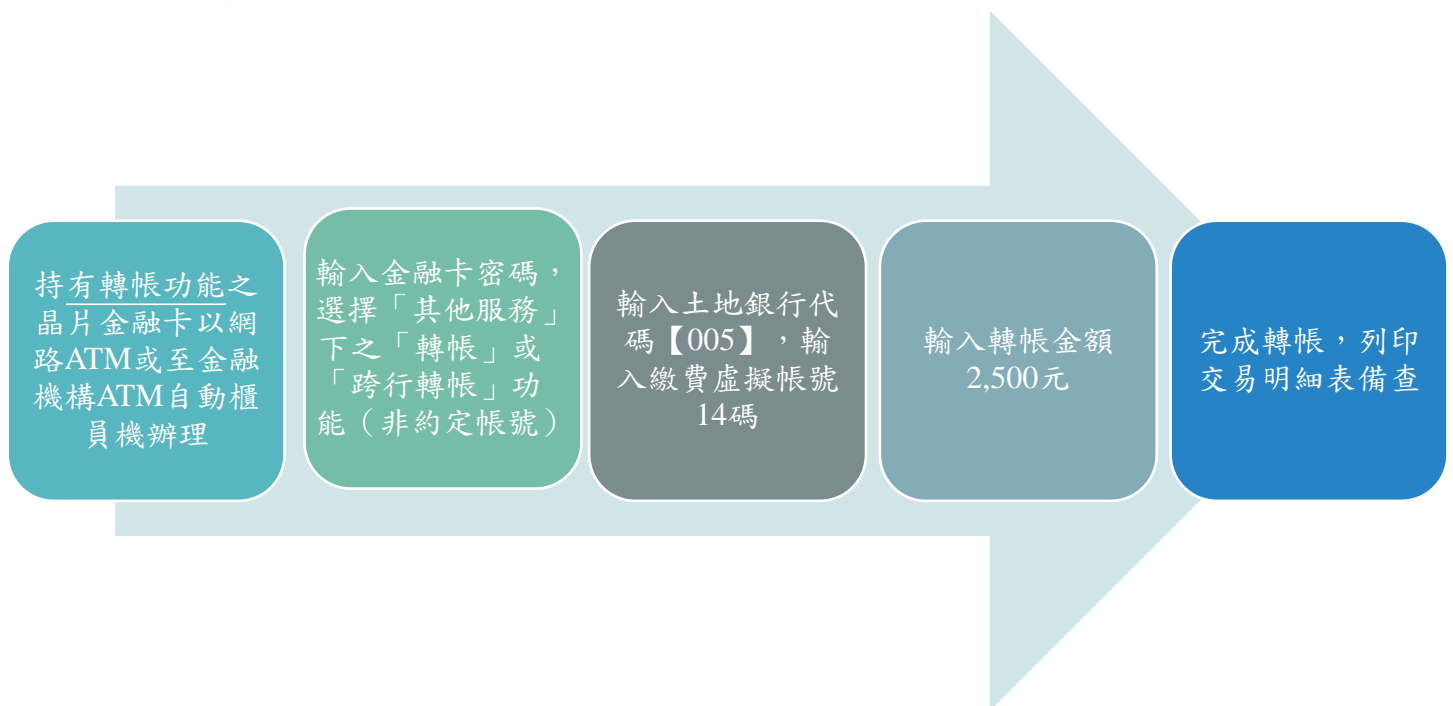 持有轉帳功能之
晶片金融卡以網
路ATM或至金融
機構ATM自動櫃
員機辦理
輸入金融卡密碼，
選擇「其他服務」
下之「轉帳」或
「跨行轉帳」功
能（非約定帳號）
輸入土地銀行代
碼【005】，輸
入繳費虛擬帳號
14碼
輸入轉帳金額
2,500元
完成轉帳，列印
交易明細表備查